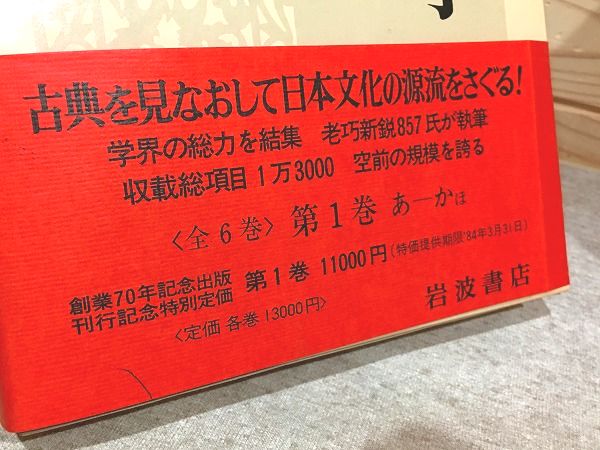 古典を見なおして日本文化の源流をさぐる!
学界の総力を結集 老巧新鋭857氏が執筆
収載総項目1万3000 空前の規模を誇る
〈全6巻〉第1巻 あーかほ
創業70年記念出版
刊行記念特別定価 第1巻 11000円(特価提供期限'84年3月31日)
〈定価 各巻13000円〉
岩波書店